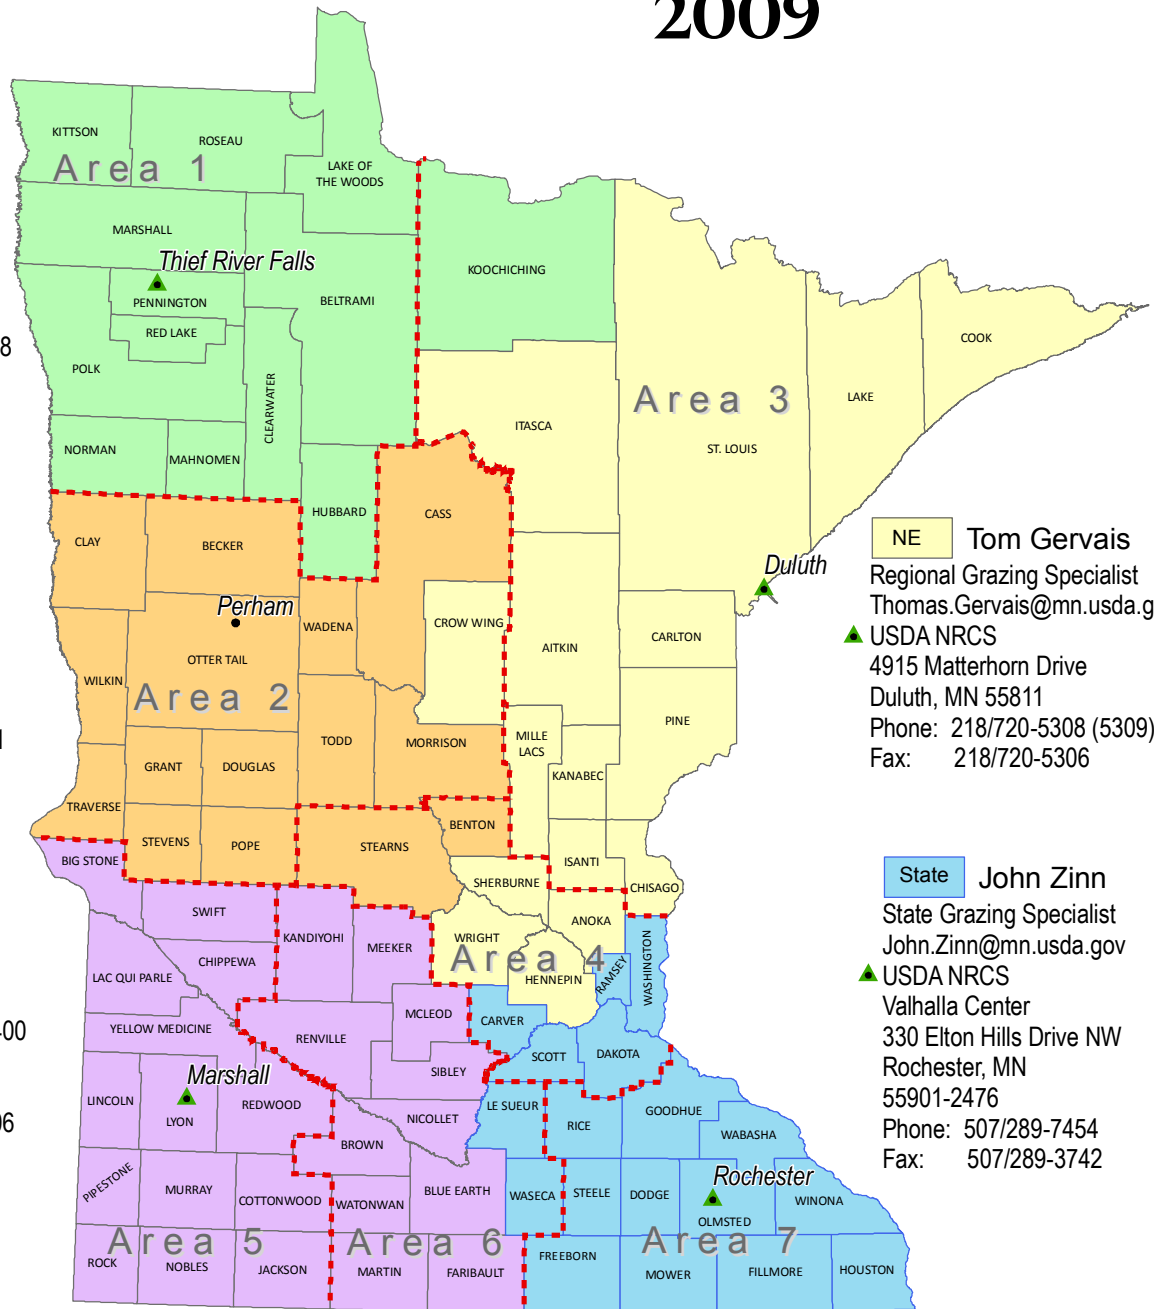 2009
KITTSON
ROSEAU
Area 1
LAKE OF
THE WOODS
MARSHALL
Thief River Falls
KOOCHICHING
PENNINGTON
BELTRAMI
RED LAKE
COOK
8
POLK
Area 3
LAKE
CLEARWATER
ITASCA
ST. LOUIS
NORMAN
MAHNOMEN
HUBBARD
CASS
CLAY
BECKER
NE Tom Gervais
Regional Grazing Specialist
Thomas.Gervais@mn.usda.g
USDA NRCS
4915 Matterhorn Drive
Duluth, MN 55811
Phone: 218/720-5308 (5309)
Fax: 218/720-5306
Duluth
Perham
WADENA
CROW WING
CARLTON
AITKIN
OTTER TAIL
WILKIN
Area 2
PINE
TODD
MORRISON
MILLE
LACS
GRANT
DOUGLAS
KANABEC
TRAVERSE
BENTON
STEVENS
POPE
STEARNS
BIG STONE
ISANTI
SHERBURNE
CHISAGO
State John Zinn
State Grazing Specialist
John.Zinn@mn.usda.gov
USDA NRCS
Valhalla Center
330 Elton Hills Drive NW
Rochester, MN
55901-2476
Phone: 507/289-7454
Fax: 507/289-3742
SWIFT
ANOKA
KANDIYOHI
MEEKER
WRIGHT
Area 4
CHIPPEWA
WASHINGTON
RAMSEY
LAC QUI PARLE
HENNEPIN
MCLEOD
CARVER
400
YELLOW MEDICINE
RENVILLE
SCOTT
DAKOTA
SIBLEY
Marshall
LINCOLN
REDWOOD
LE SUEUR
GOODHUE
06
LYON
NICOLLET
RICE
WABASHA
BROWN
Rochester
PIPESTONE
MURRAY
COTTONWOOD
WATONWAN
BLUE EARTH
WASECA
STEELE
DODGE
WINONA
OLMSTED
Area 5
Area 6
Area 7
FREEBORN
ROCK
NOBLES
JACKSON
MARTIN
FARIBAULT
MOWER
FILLMORE
HOUSTON